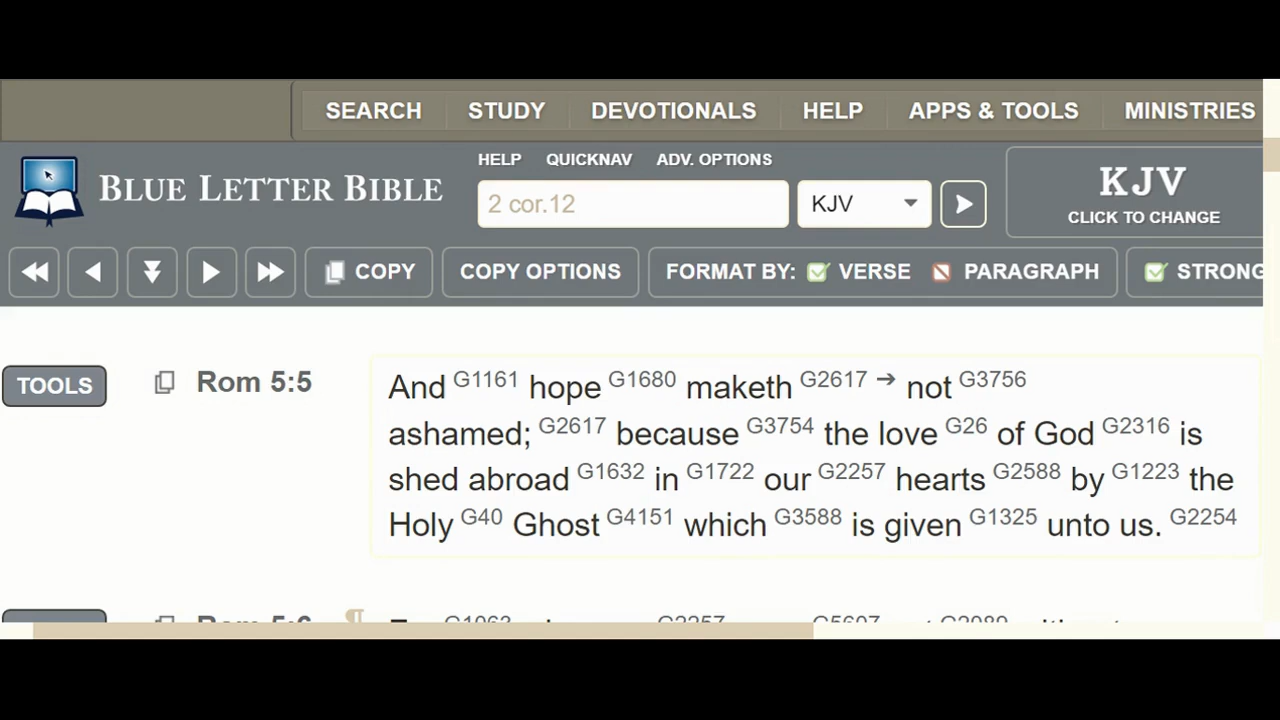 SEARCH STUDY DEVOTIONALS HELP APPS & TOOLS MINISTRIES
HELP QUICKNAV ADV. OPTIONS
BLUE LETTER BIBLE 2 cor.12 KJV KJV
CLICK TO CHANGE
COPY COPY OPTIONS FORMAT BY: VERSE PARAGRAPH STRONG
TOOLS Rom 5:5 And G1161 hope G1680 maketh G2617 ➔ not G3756
ashamed; G2617 because G3754 the love G26 of God G2316 is
shed abroad G1632 in G1722 our G2257 hearts G2588 by G1223 the
Holy G40 Ghost G4151 which G3588 is given G1325 unto us. G2254
Rom 5:6 ¶